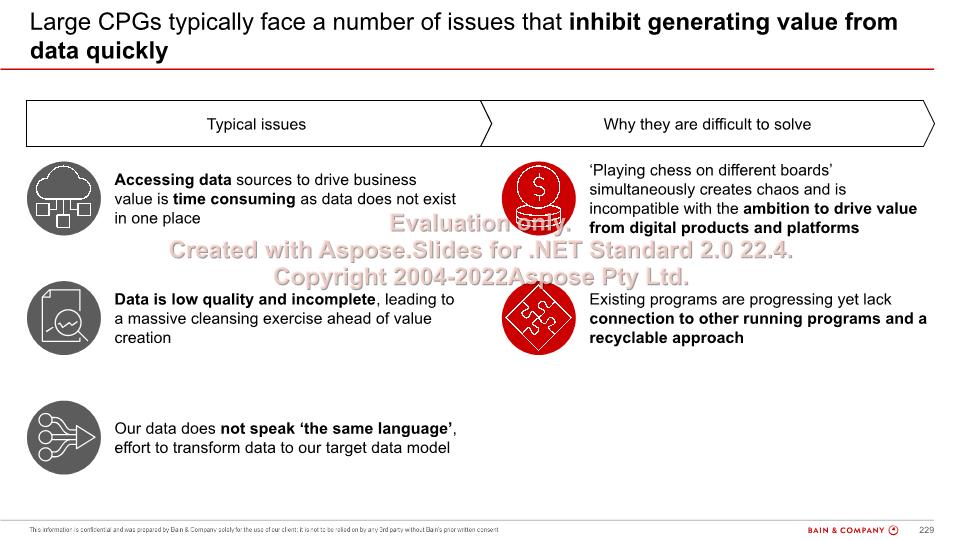 Large CPGs typically face a number of issues that inhibit generating value from
data quickly
Typical issues
Why they are difficult to solve
Accessing data sources to drive business
value is time consuming as data does not exist
in one place
‘Playing chess on different boards’
simultaneously creates chaos and is
incompatible with the ambition to drive value
from digital products and platforms
Evaluation only.
Created with Aspose.Slides for .NET Standard 2.0 22.4.
Copyright 2004-2022Aspose Pty Ltd.
Data is low quality and incomplete, leading to
a massive cleansing exercise ahead of value
creation
Existing programs are progressing yet lack
connection to other running programs and a
recyclable approach
Our data does not speak ‘the same language’,
effort to transform data to our target data model
This information is confidential and was prepared by Bain & Company solely for the use of our client; it is not to be relied on by any 3rd party without Bain's prior written consent
BAIN & COMPANY
229